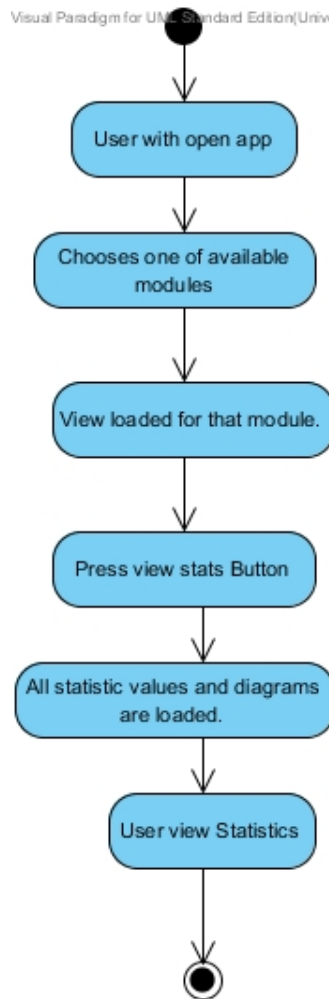 Visual Paradigm for UML Standard Edition(Unive
User with open app
Chooses one of available
modules
View loaded for that module.
Press view stats Button
All statistic values and diagrams
are loaded.
User view Statistics